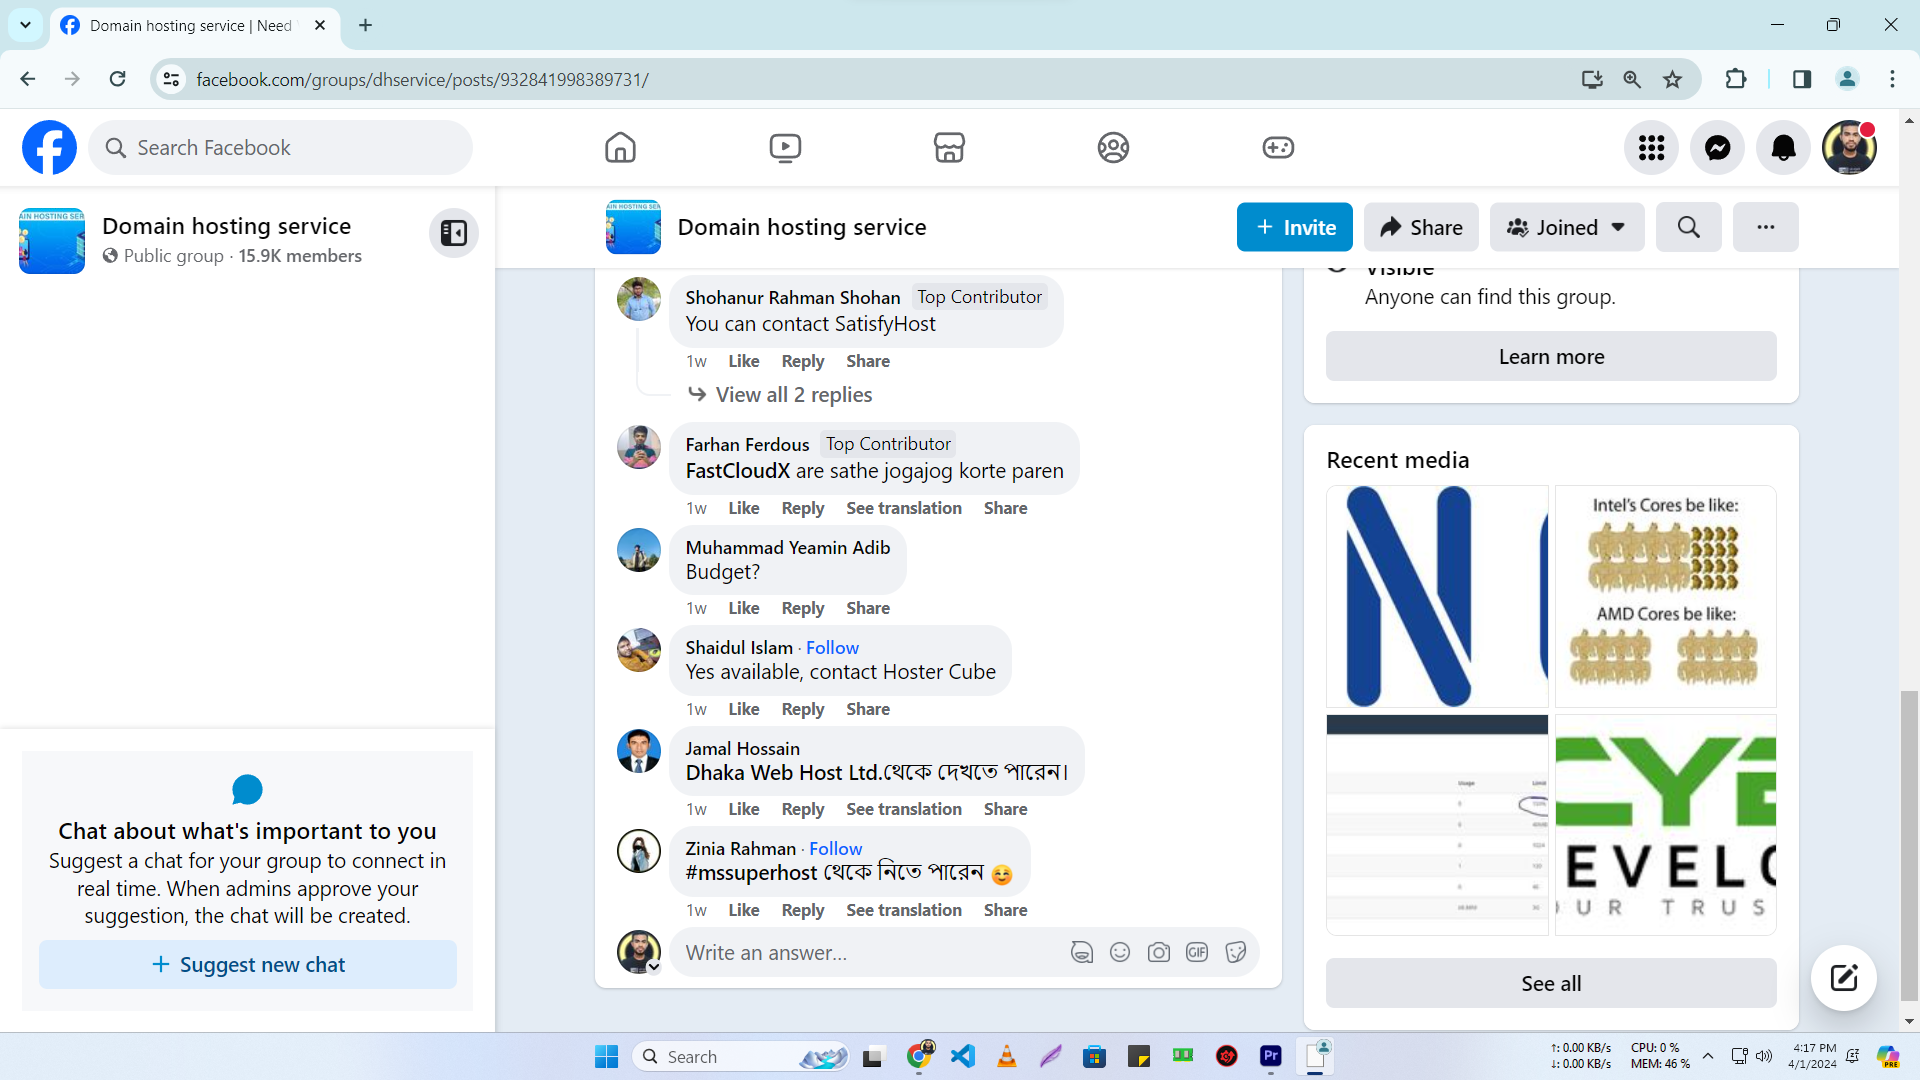 Domain hosting service | Need
facebook.com/groups/dhservice/posts/932841998389731/
Search Facebook
Domain hosting service
Public group · 15.9K members
Domain hosting service
+ Invite
Share
Joined
Shohanur Rahman Shohan Top Contributor
You can contact SatisfyHost
1w Like Reply Share
View all 2 replies
Farhan Ferdous Top Contributor
FastCloudX are sathe jogajog korte paren
1w Like Reply See translation Share
Muhammad Yeamin Adib
Budget?
1w Like Reply Share
Shaidul Islam · Follow
Yes available, contact Hoster Cube
1w Like Reply Share
Jamal Hossain
Dhaka Web Host Ltd.থেকে দেখতে পারেন।
1w Like Reply See translation Share
Zinia Rahman · Follow
#mssuperhost থেকে নিতে পারেন ☺️
1w Like Reply See translation Share
Write an answer...
GIF
Visible
Anyone can find this group.
Learn more
Recent media
Intel's Cores be like:
AMD Cores be like:
Usage
EVELO
OUR TRUS
See all
Chat about what's important to you
Suggest a chat for your group to connect in
real time. When admins approve your
suggestion, the chat will be created.
+ Suggest new chat
Search
Pr
↑: 0.00 KB/s
↓: 0.00 KB/s
CPU: 0 %
MEM: 46 %
4:17 PM
4/1/2024
PRE